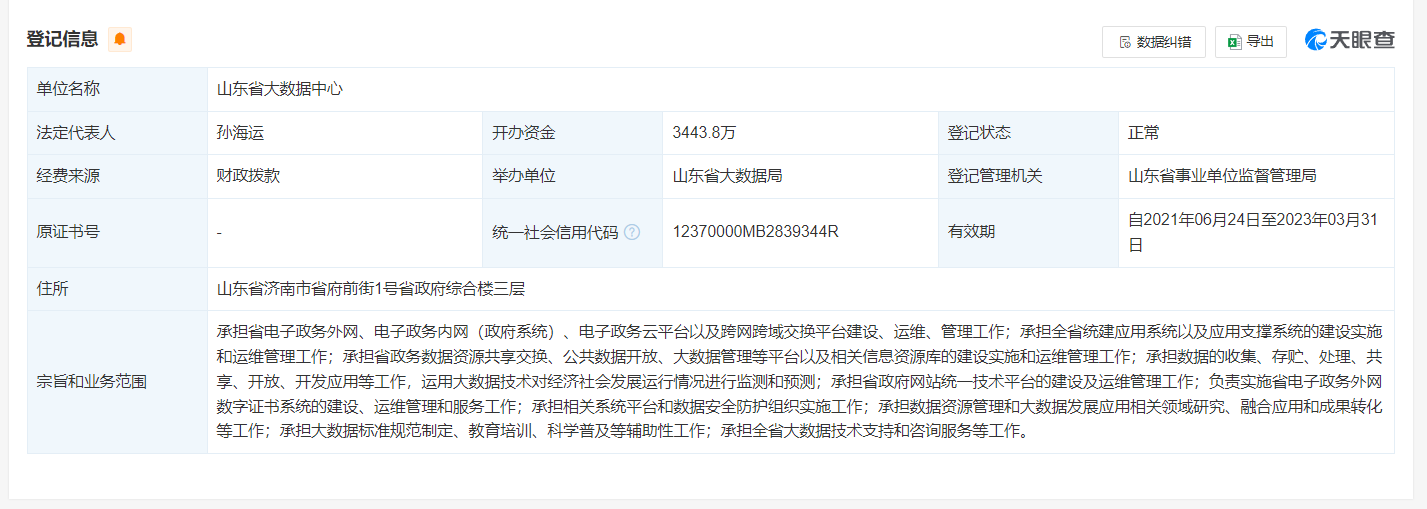 登记信息
数据纠错
导出
天眼查
单位名称
山东省大数据中心
法定代表人
孙海运
开办资金
3443.8万
登记状态
正常
经费来源
财政拨款
举办单位
山东省大数据局
登记管理机关
山东省事业单位监督管理局
原证书号
-
统一社会信用代码 ?
12370000MB2839344R
有效期
自2021年06月24日至2023年03月31
日
住所
山东省济南市省府前街1号省政府综合楼三层
宗旨和业务范围
承担省电子政务外网、电子政务内网（政府系统）、电子政务云平台以及跨网跨域交换平台建设、运维、管理工作；承担全省统建应用系统以及应用支撑系统的建设实施
和运维管理工作；承担省政务数据资源共享交换、公共数据开放、大数据管理等平台以及相关信息资源库的建设实施和运维管理工作；承担数据的收集、存贮、处理、共
享、开放、开发应用等工作，运用大数据技术对经济社会发展运行情况进行监测和预测；承担省政府网站统一技术平台的建设及运维管理工作；负责实施省电子政务外网
数字证书系统的建设、运维管理和服务工作；承担相关系统平台和数据安全防护组织实施工作；承担数据资源管理和大数据发展应用相关领域研究、融合应用和成果转化
等工作；承担大数据标准规范制定、教育培训、科学普及等辅助性工作；承担全省大数据技术支持和咨询服务等工作。